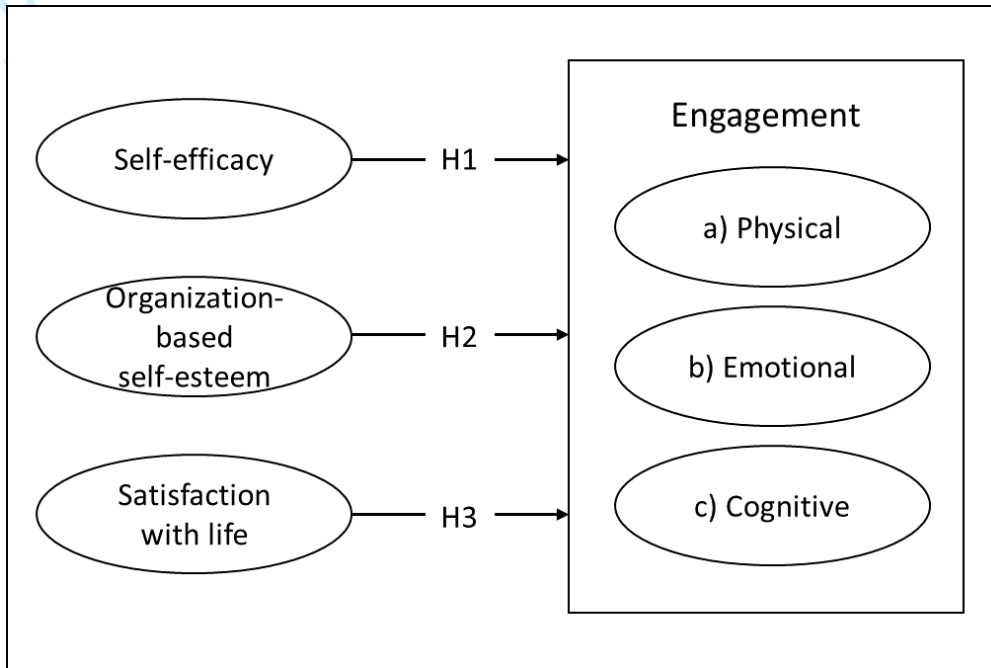 Engagement
Self-efficacy
H1
a) Physical
Organization-
based
self-esteem
H2
b) Emotional
Satisfaction
with life
H3
c) Cognitive